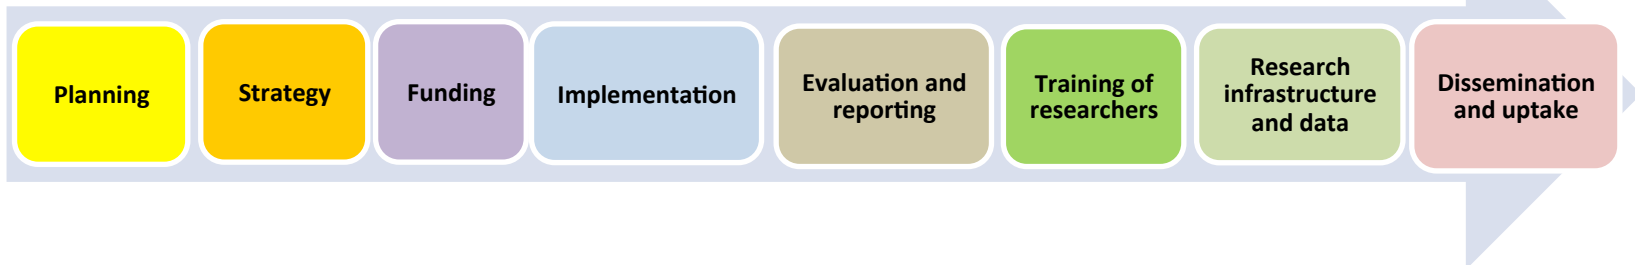 Planning
Strategy
Funding
Implementation
Evaluation and
reporting
Training of
researchers
Research
infrastructure
and data
Dissemination
and uptake